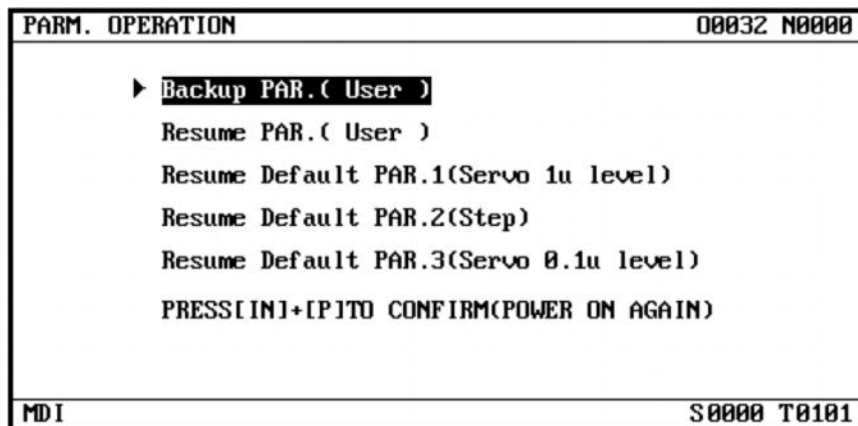 PARM. OPERATION O0032 N0000
Backup PAR.( User )
Resume PAR.( User )
Resume Default PAR.1(Servo 1u level)
Resume Default PAR.2(Step)
Resume Default PAR.3(Servo 0.1u level)
PRESS[IN]+[P]TO CONFIRM(POWER ON AGAIN)
MDI S0000 T0101